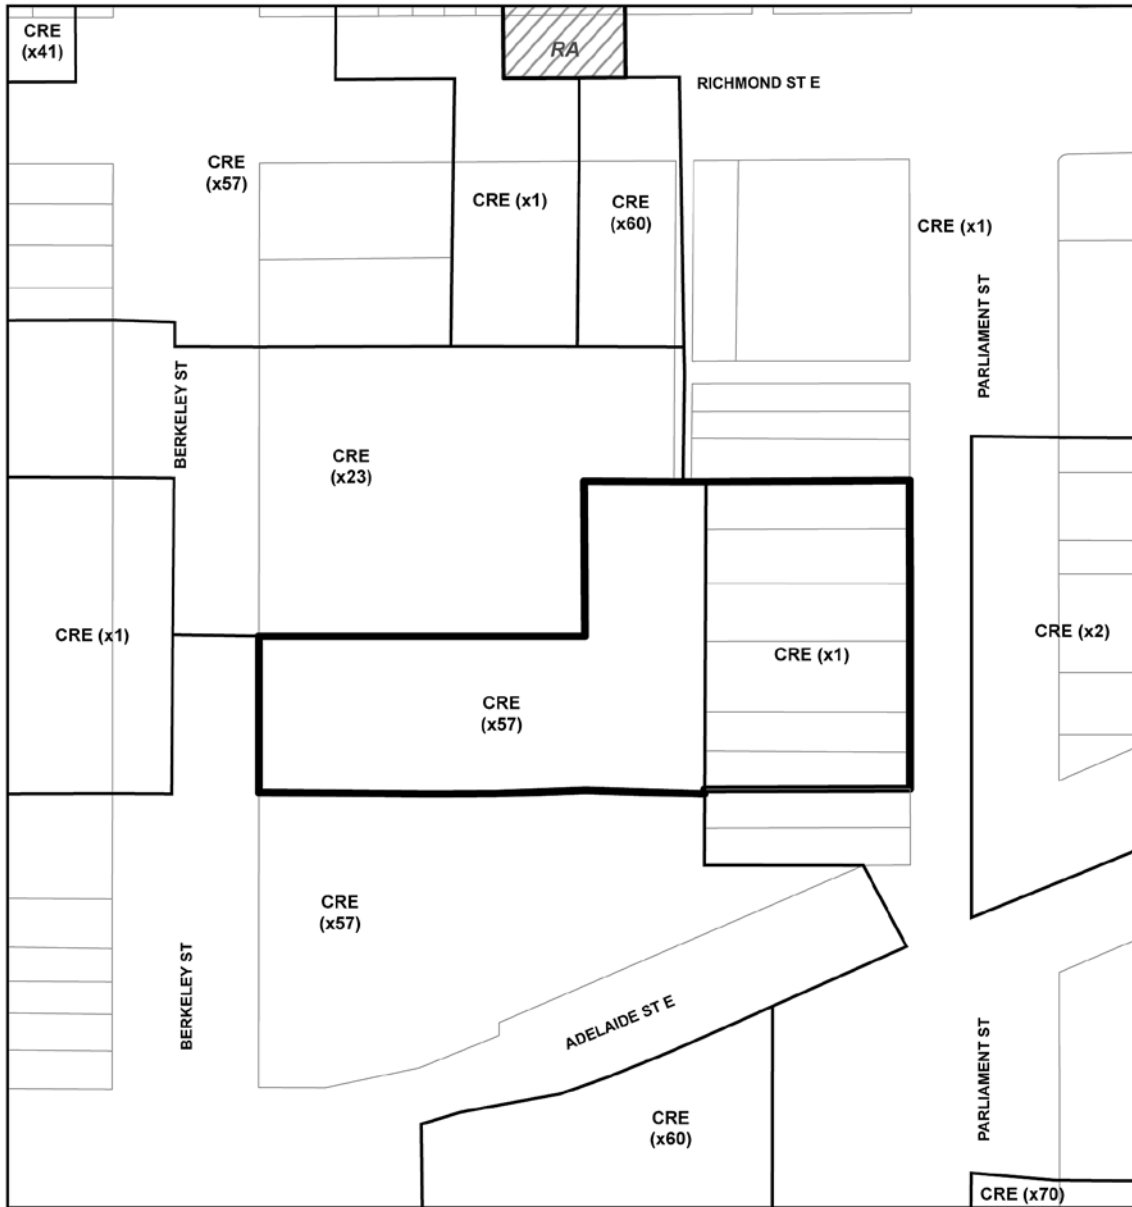 CRE
(x41)
RA
RICHMOND ST E
CRE
(x57)
CRE (x1)
CRE
(x60)
CRE (x1)
PARLIAMENT ST
BERKELEY ST
CRE
(x23)
CRE (x1)
CRE (x2)
CRE (x1)
CRE
(x57)
CRE
(x57)
BERKELEY ST
ADELAIDE ST E
PARLIAMENT ST
CRE
(x60)
CRE (x70)